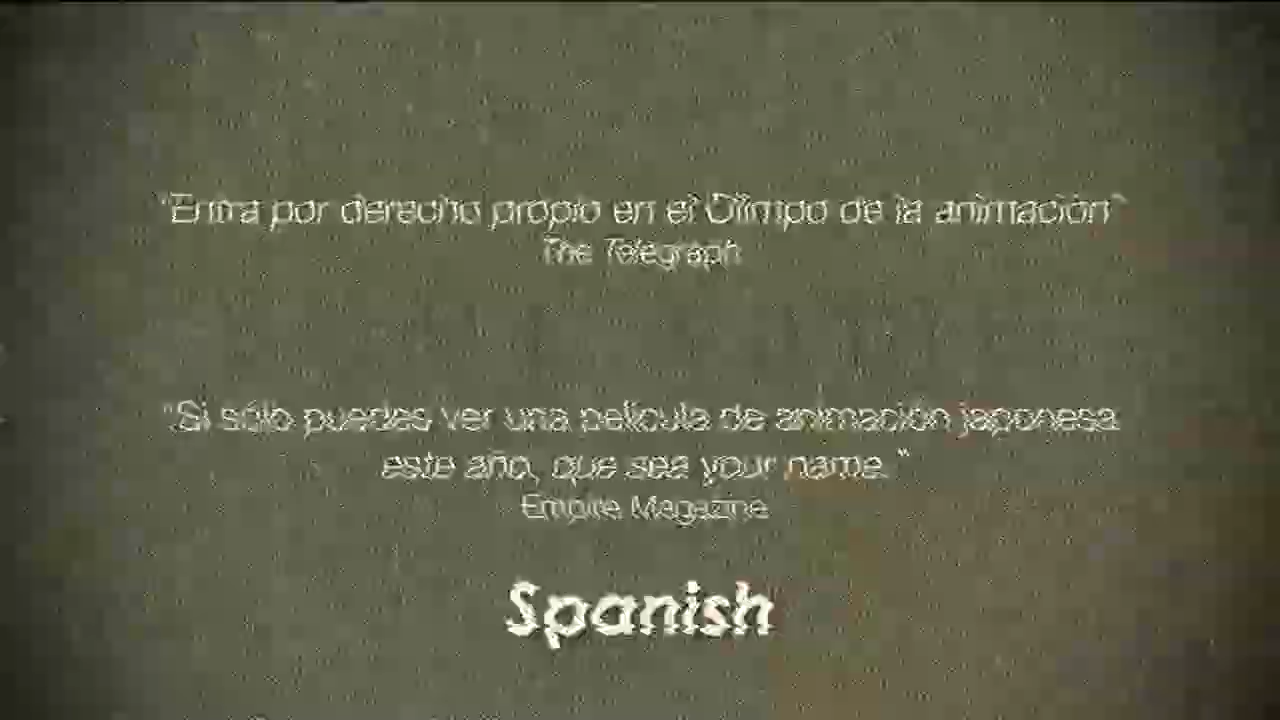 "Entra por derecho propio en el Olimpo de la animación"
The Telegraph
"Si sólo puedes ver una película de animación japonesa
este año, que sea your name."
Empire Magazine
Spanish